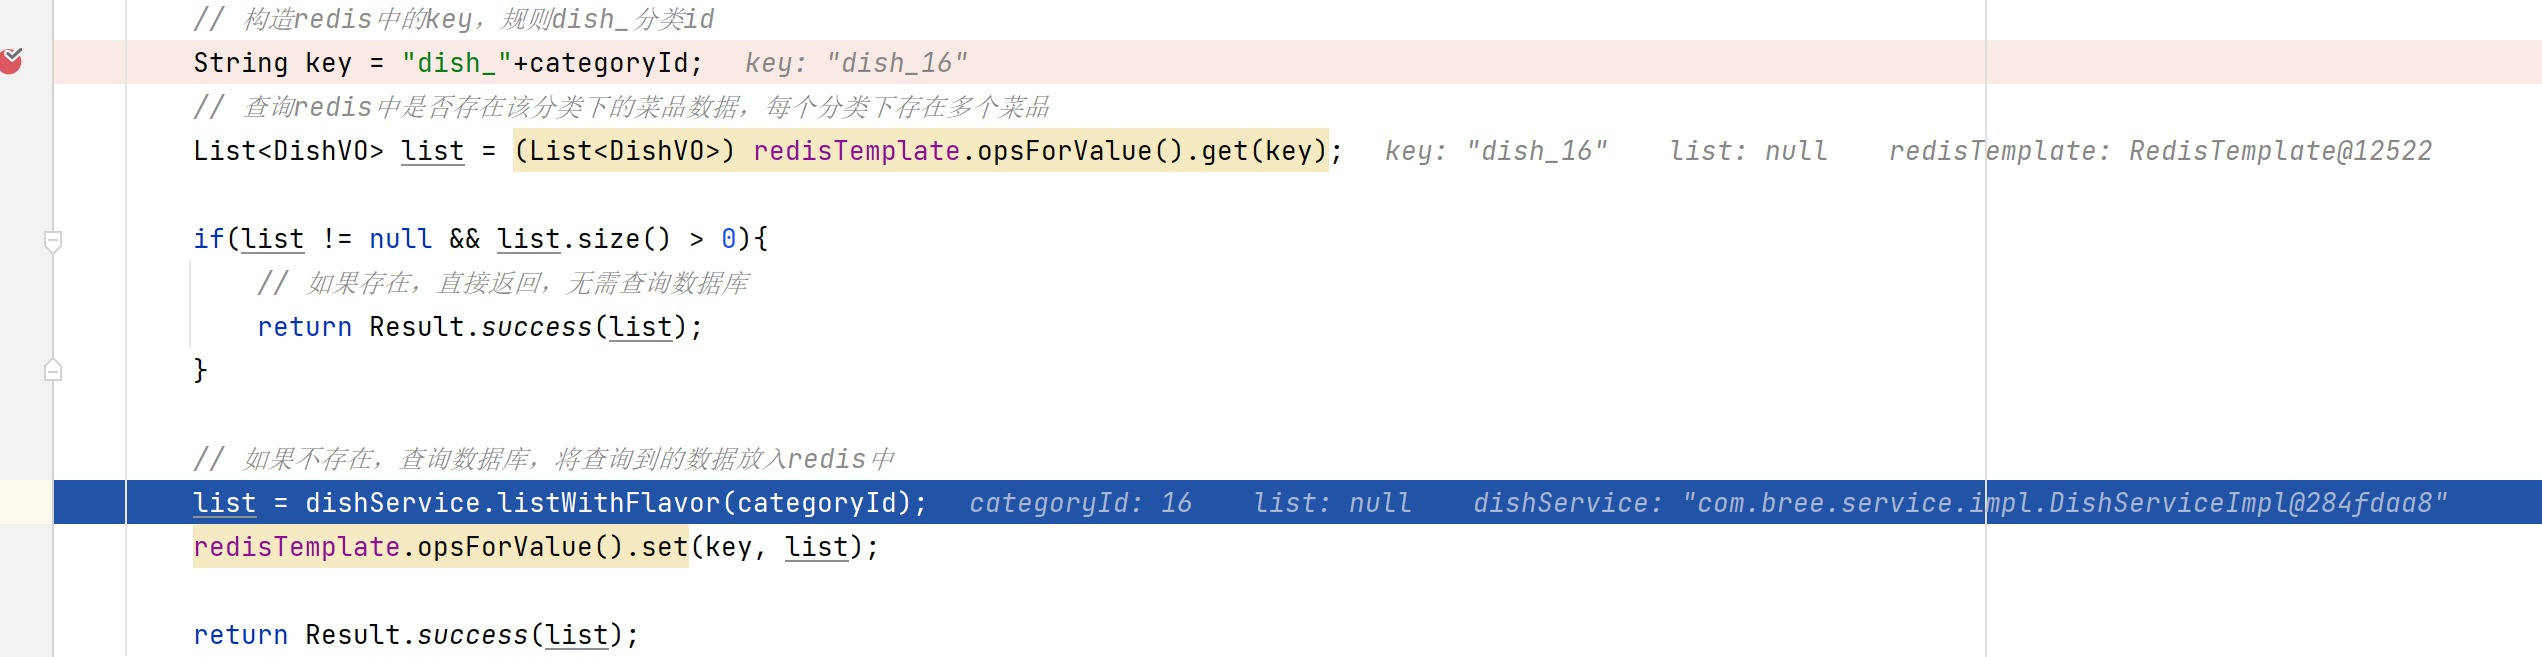 // 构造redis中的key，规则dish_分类id
String key = "dish_"+categoryId; key: "dish_16"
// 查询redis中是否存在该分类下的菜品数据，每个分类下存在多个菜品
List<DishVO> list = (List<DishVO>) redisTemplate.opsForValue().get(key); key: "dish_16" list: null redisTemplate: RedisTemplate@12522
if(list != null && list.size() > 0){
// 如果存在，直接返回，无需查询数据库
return Result.success(list);
}
// 如果不存在，查询数据库，将查询到的数据放入redis中
list = dishService.listWithFlavor(categoryId); categoryId: 16 list: null dishService: "com.bree.service.impl.DishServiceImpl@284fdaa8"
redisTemplate.opsForValue().set(key, list);
return Result.success(list);